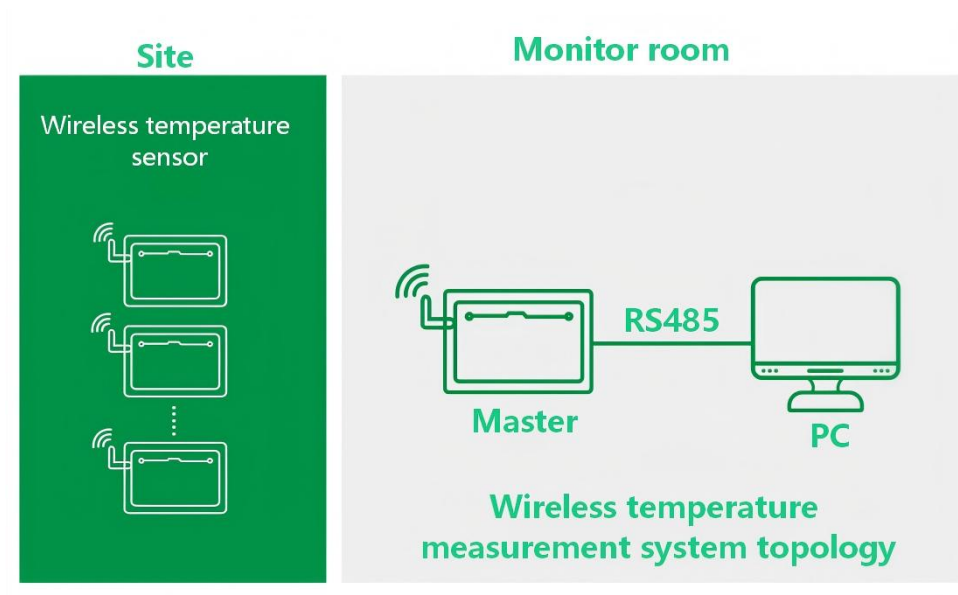 Site
Wireless temperature
sensor
Monitor room
RS485
Master
PC
Wireless temperature
measurement system topology